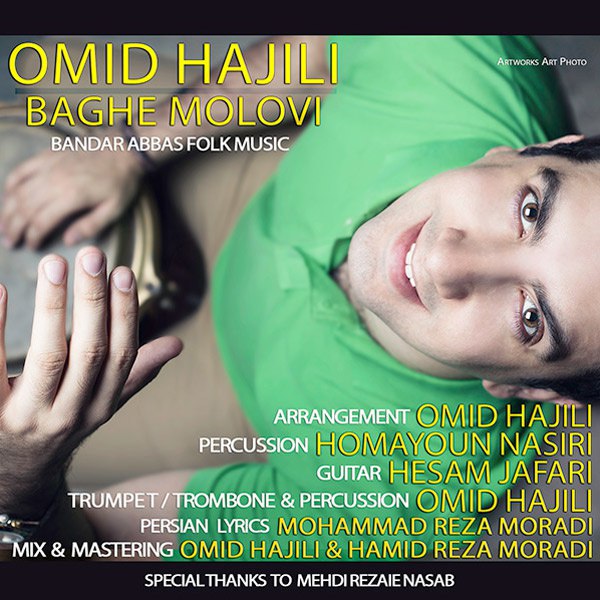 OMID HAJILI
ARTWORKS ART PHOTO
BAGHE MOLOVI
BANDAR ABBAS FOLK MUSIC
ARRANGEMENT OMID HAJILI
PERCUSSION HOMAYOUN NASIRI
GUITAR HESAM JAFARI
TRUMPET / TROMBONE & PERCUSSION OMID HAJILI
PERSIAN LYRICS MOHAMMAD REZA MORADI
MIX & MASTERING OMID HAJILI & HAMID REZA MORADI
SPECIAL THANKS TO MEHDI REZAIE NASAB